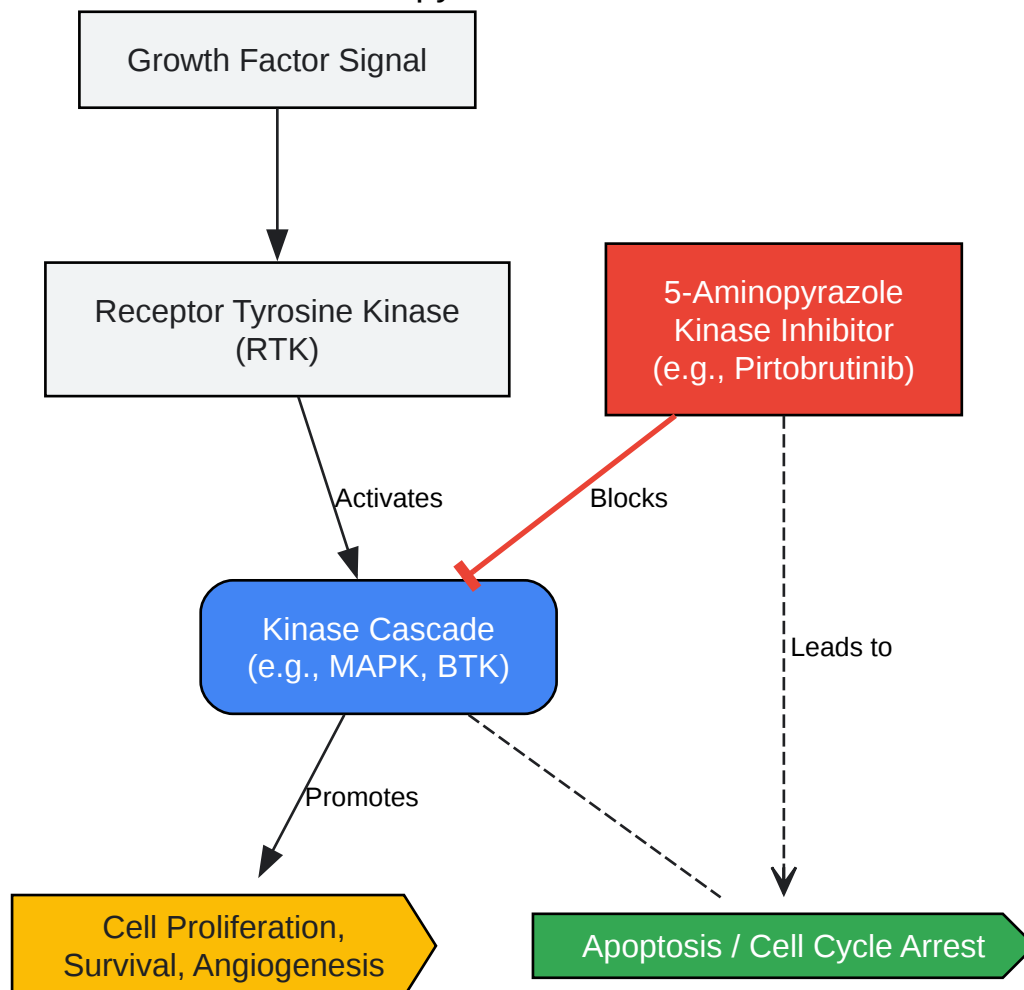 Growth Factor Signal
Receptor Tyrosine Kinase
(RTK)
5-Aminopyrazole
Kinase Inhibitor
(e.g., Pirtobrutinib)
Activates
Blocks
Kinase Cascade
(e.g., MAPK, BTK)
Leads to
Promotes
Cell Proliferation,
Survival, Angiogenesis
Apoptosis / Cell Cycle Arrest